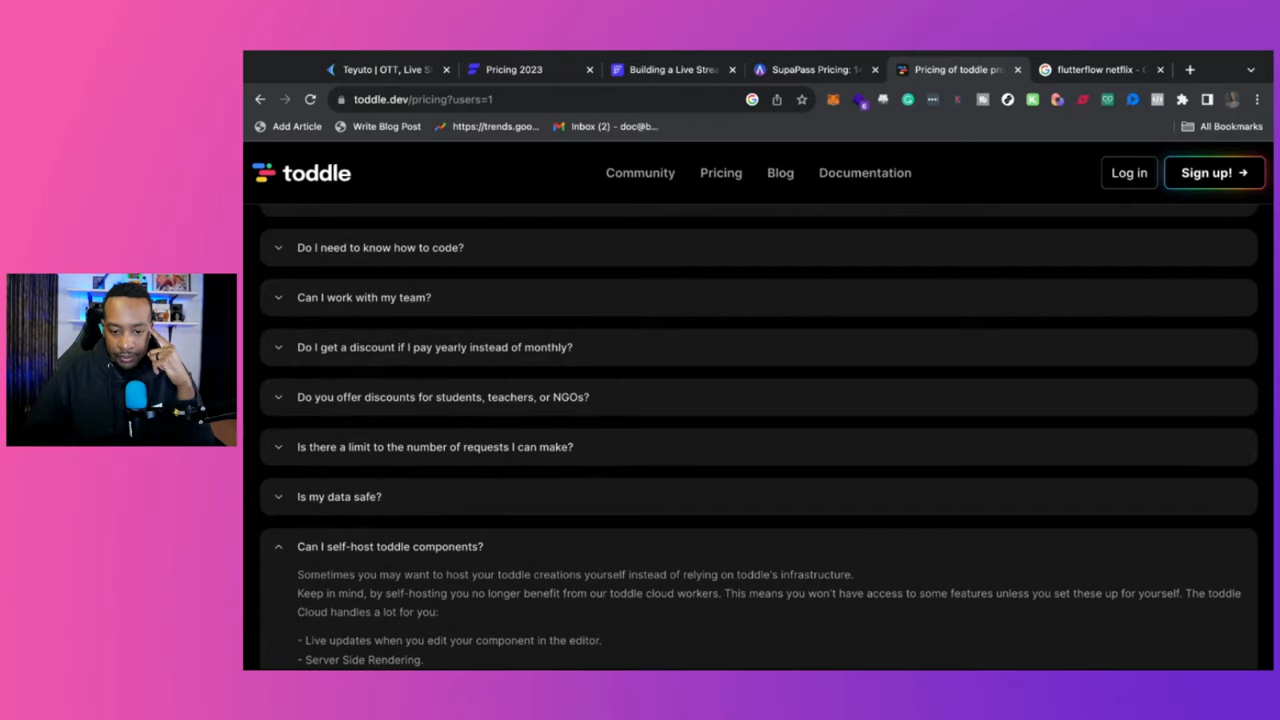 Teyuto | OTT, Live S
Pricing 2023
Building a Live Strea
SupaPass Pricing: 1
Pricing of toddle pro
flutterflow netflix -
toddle.dev/pricing?users=1
Add Article
Write Blog Post
https://trends.goo...
Inbox (2) - doc@b...
All Bookmarks
toddle
Community
Pricing
Blog
Documentation
Log in
Sign up! →
Do I need to know how to code?
Can I work with my team?
Do I get a discount if I pay yearly instead of monthly?
Do you offer discounts for students, teachers, or NGOs?
Is there a limit to the number of requests I can make?
Is my data safe?
Can I self-host toddle components?
Sometimes you may want to host your toddle creations yourself instead of relying on toddle's infrastructure.
Keep in mind, by self-hosting you no longer benefit from our toddle cloud workers. This means you won't have access to some features unless you set these up for yourself. The toddle
Cloud handles a lot for you:
- Live updates when you edit your component in the editor.
- Server Side Rendering.